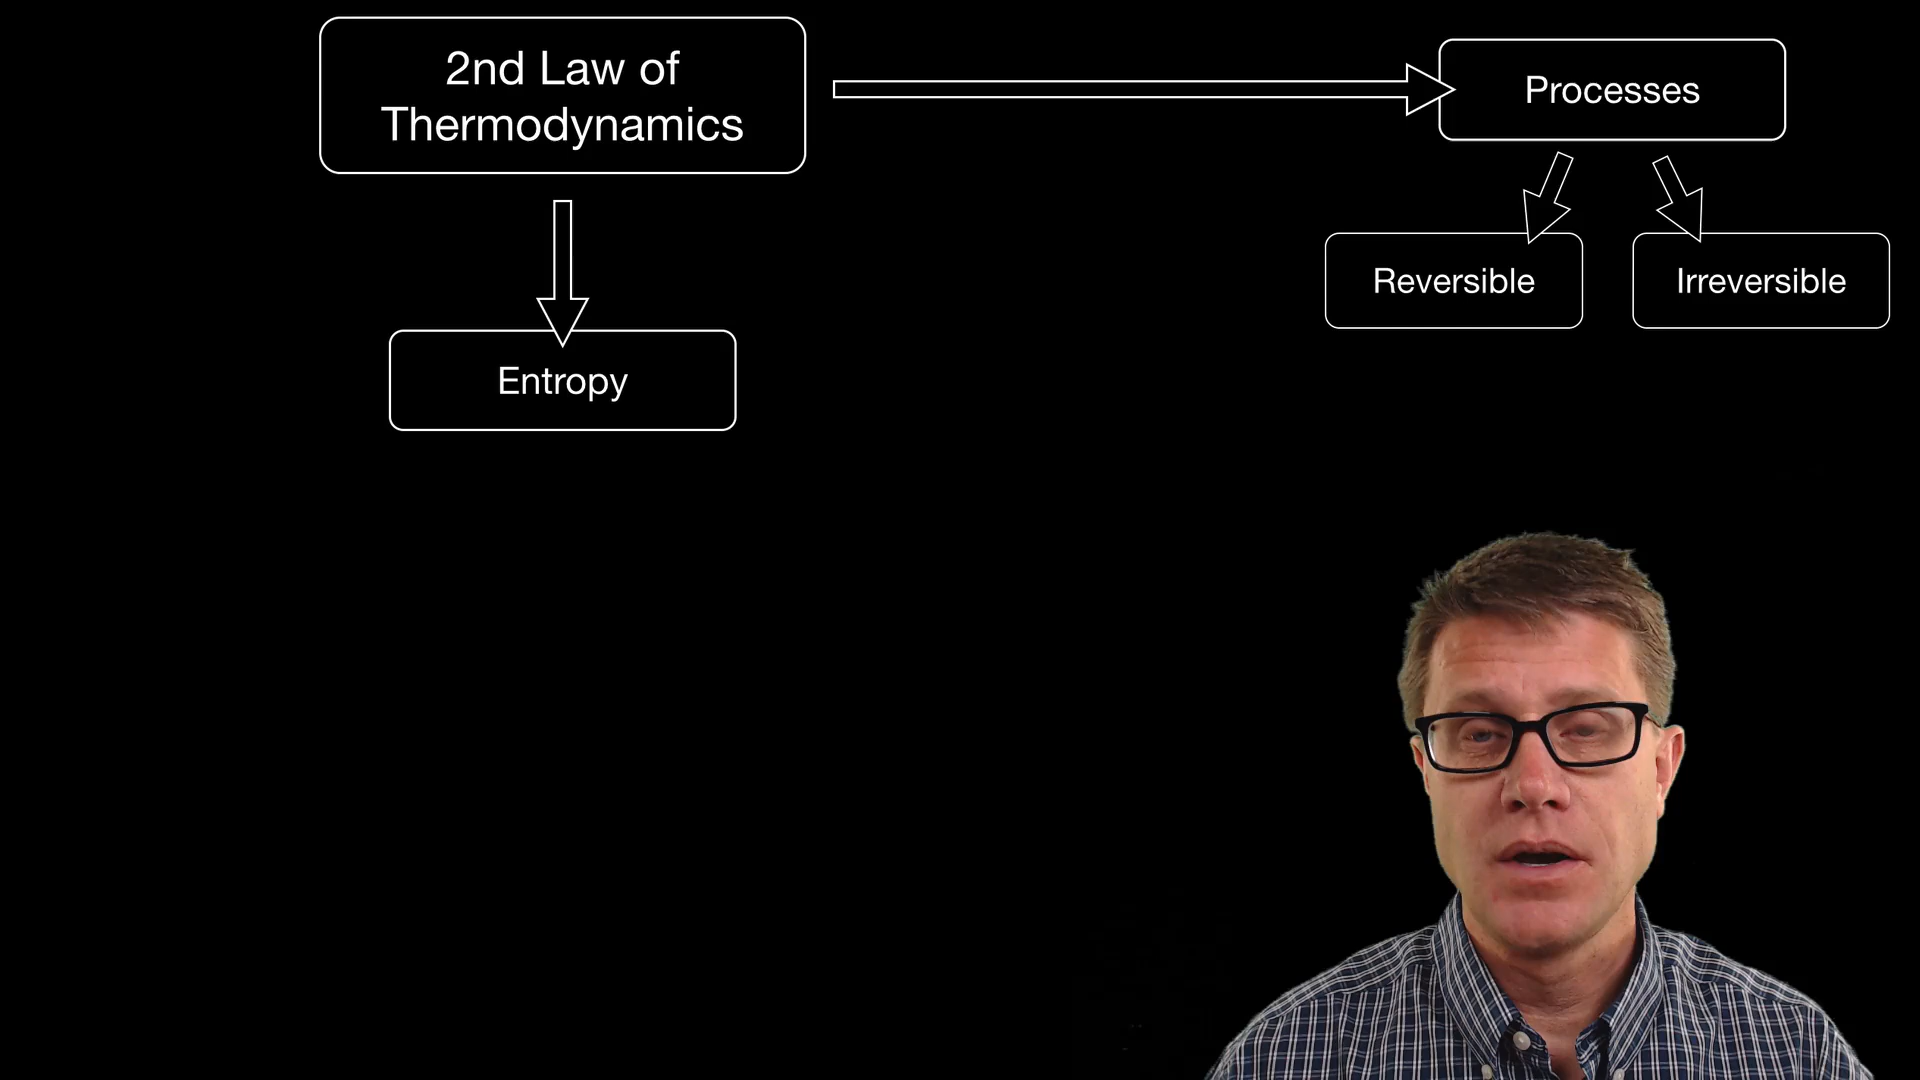 2nd Law of
Thermodynamics
Processes
Reversible
Irreversible
Entropy